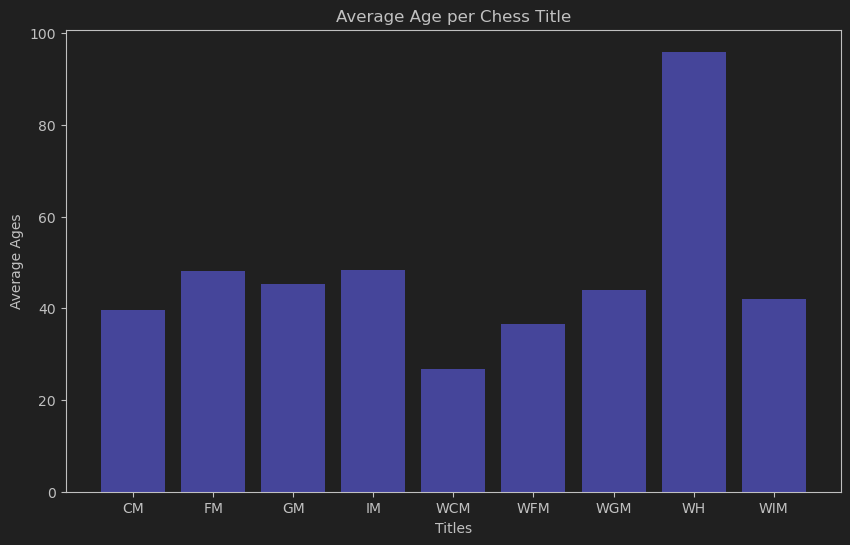 Average Age per Chess Title
Average Ages
100
80
60
40
20
0
CM FM GM IM WCM WFM WGM WH WIM
Titles